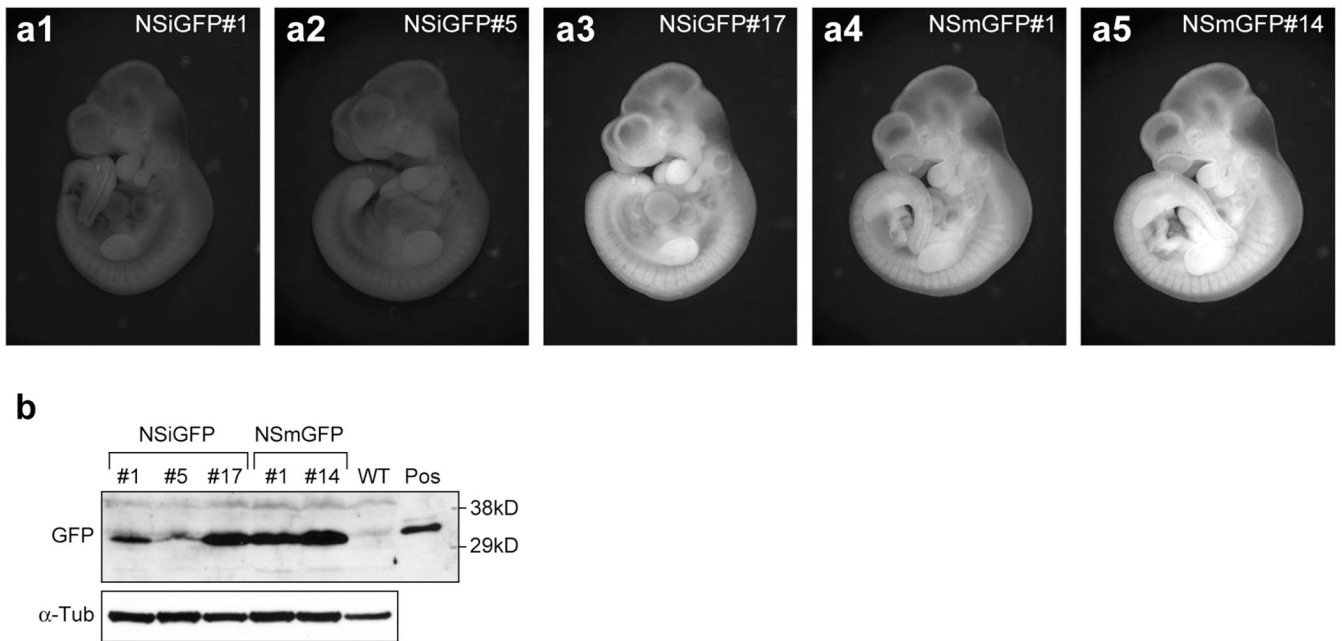 a1 NSiGFP#1
a2 NSiGFP#5
a3 NSiGFP#17
a4 NSmGFP#1
a5 NSmGFP#14
b
NSiGFP NSmGFP
#1 #5 #17 #1 #14 WT Pos
38kD
GFP
29kD
α-Tub